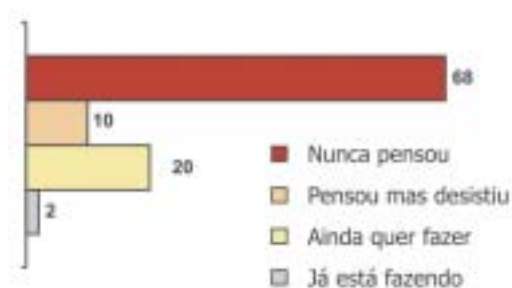 68
10
20
2
Nunca pensou
Pensou mas desistiu
Ainda quer fazer
Já está fazendo